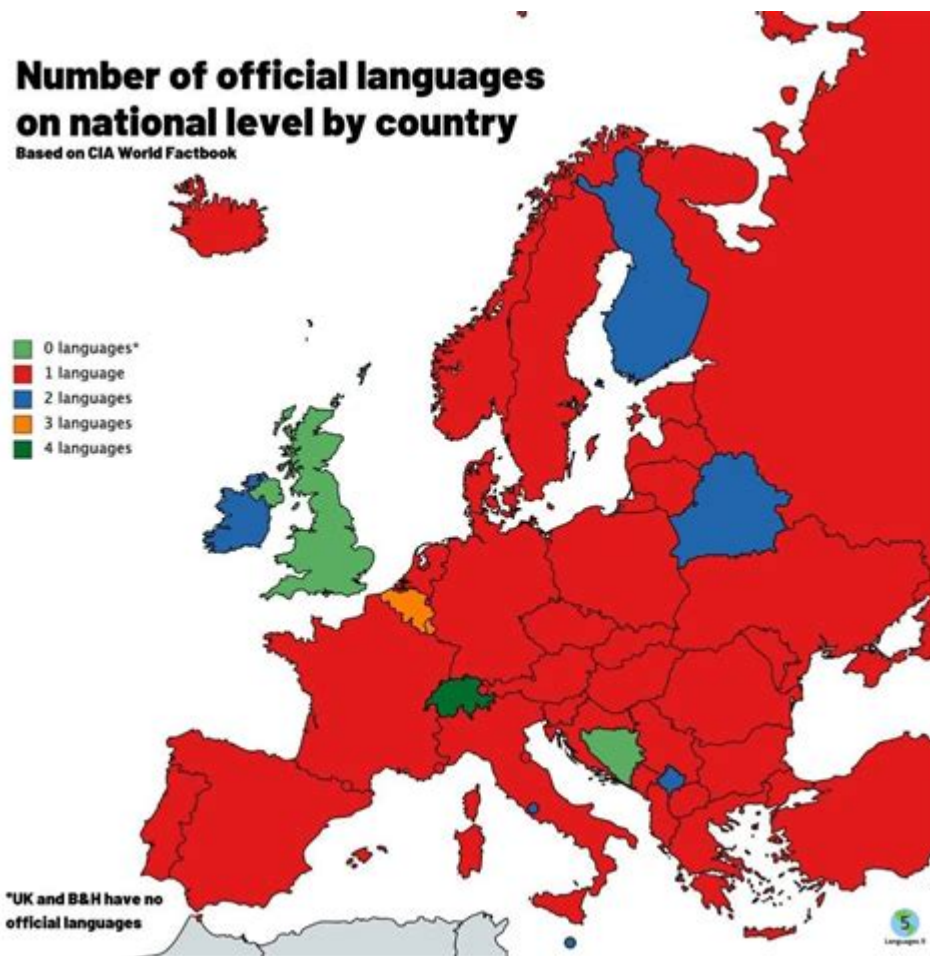 Number of official languages
on national level by country
Based on CIA World Factbook
0 languages*
1 language
2 languages
3 languages
4 languages
*UK and B&H have no
official languages
5